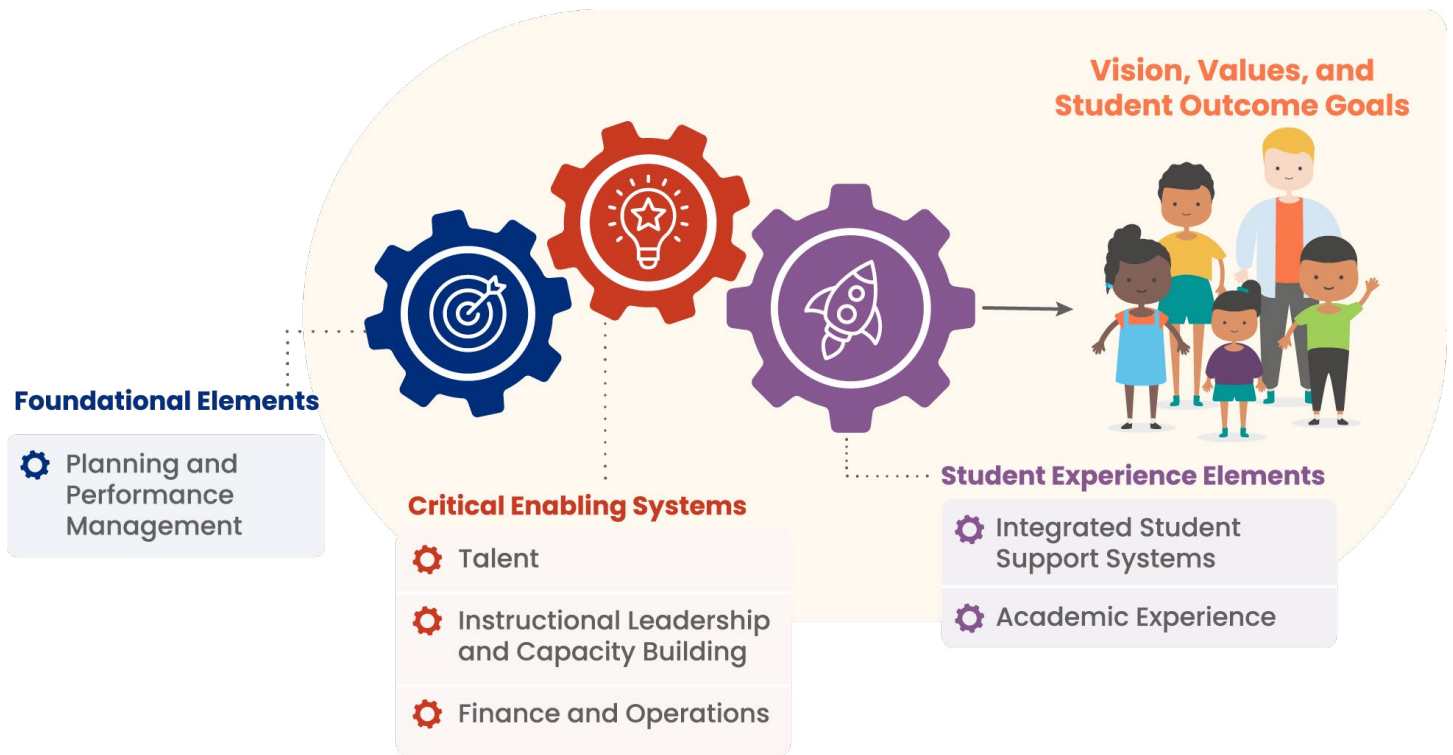 Vision, Values, and
Student Outcome Goals
Foundational Elements
Planning and
Performance
Management
Critical Enabling Systems
Talent
Instructional Leadership
and Capacity Building
Finance and Operations
Student Experience Elements
Integrated Student
Support Systems
Academic Experience